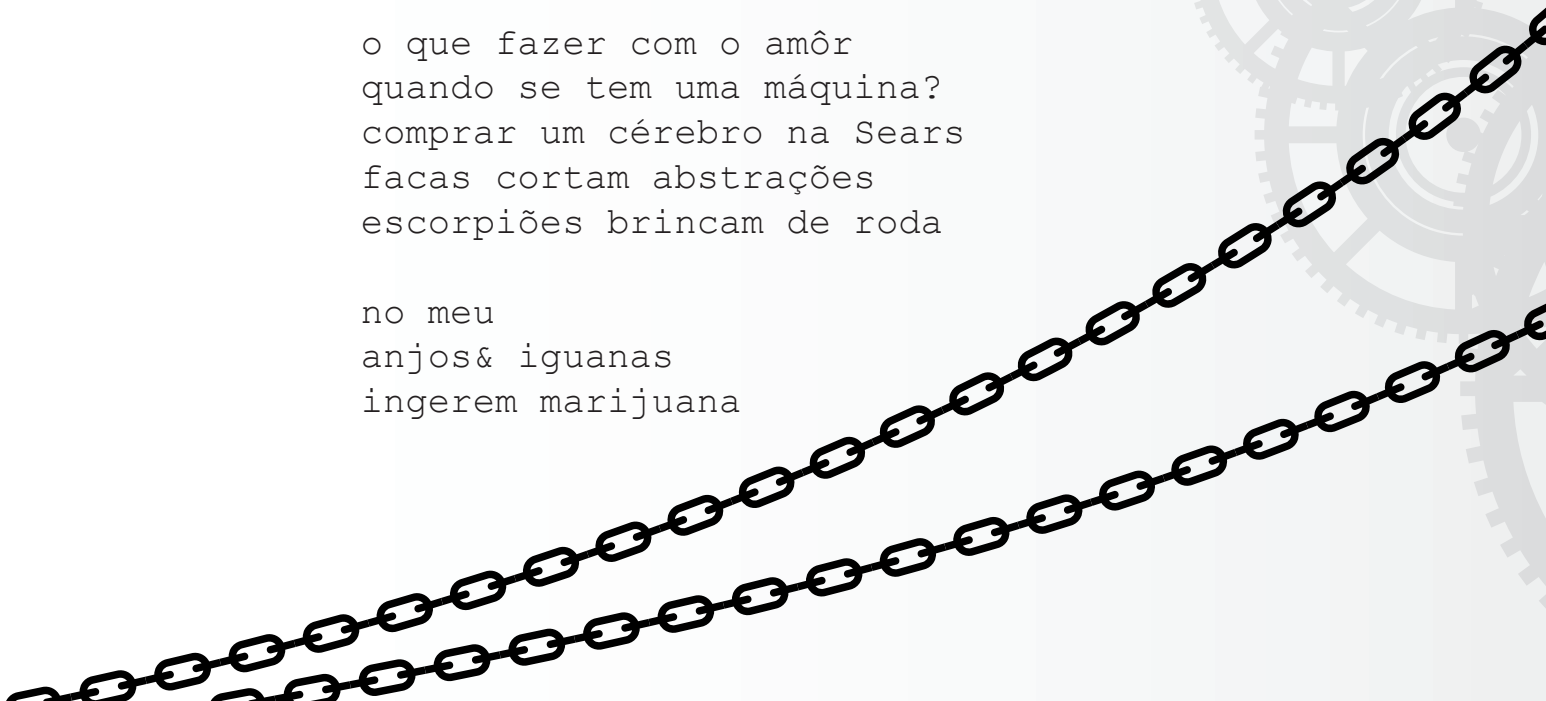 o que fazer com o amôr
quando se tem uma máquina?
comprar um cérebro na Sears
facas cortam abstrações
escorpiões brincam de roda

no meu
anjos& iguanas
ingerem marijuana